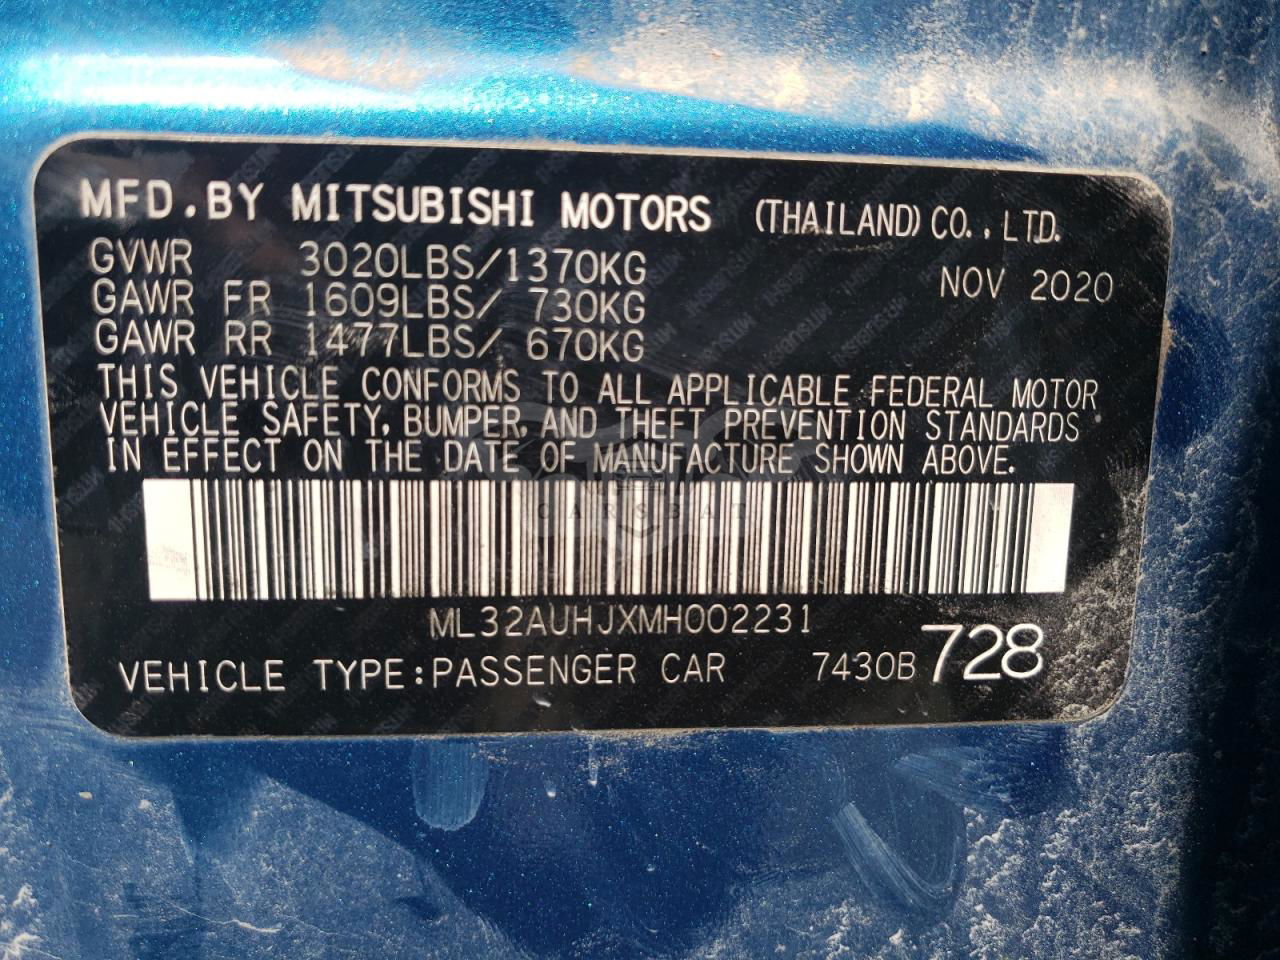 MFD.BY MITSUBISHI MOTORS (THAILAND) CO.,LTD.
GVWR 3020LBS/1370KG NOV 2020
GAWR FR 1609LBS/ 730KG
GAWR RR 1477LBS/ 670KG
THIS VEHICLE CONFORMS TO ALL APPLICABLE FEDERAL MOTOR
VEHICLE SAFETY, BUMPER, AND THEFT PREVENTION STANDARDS
IN EFFECT ON THE DATE OF MANUFACTURE SHOWN ABOVE.
CARSBAT
ML32AUHJXMH002231
VEHICLE TYPE:PASSENGER CAR 7430B 728